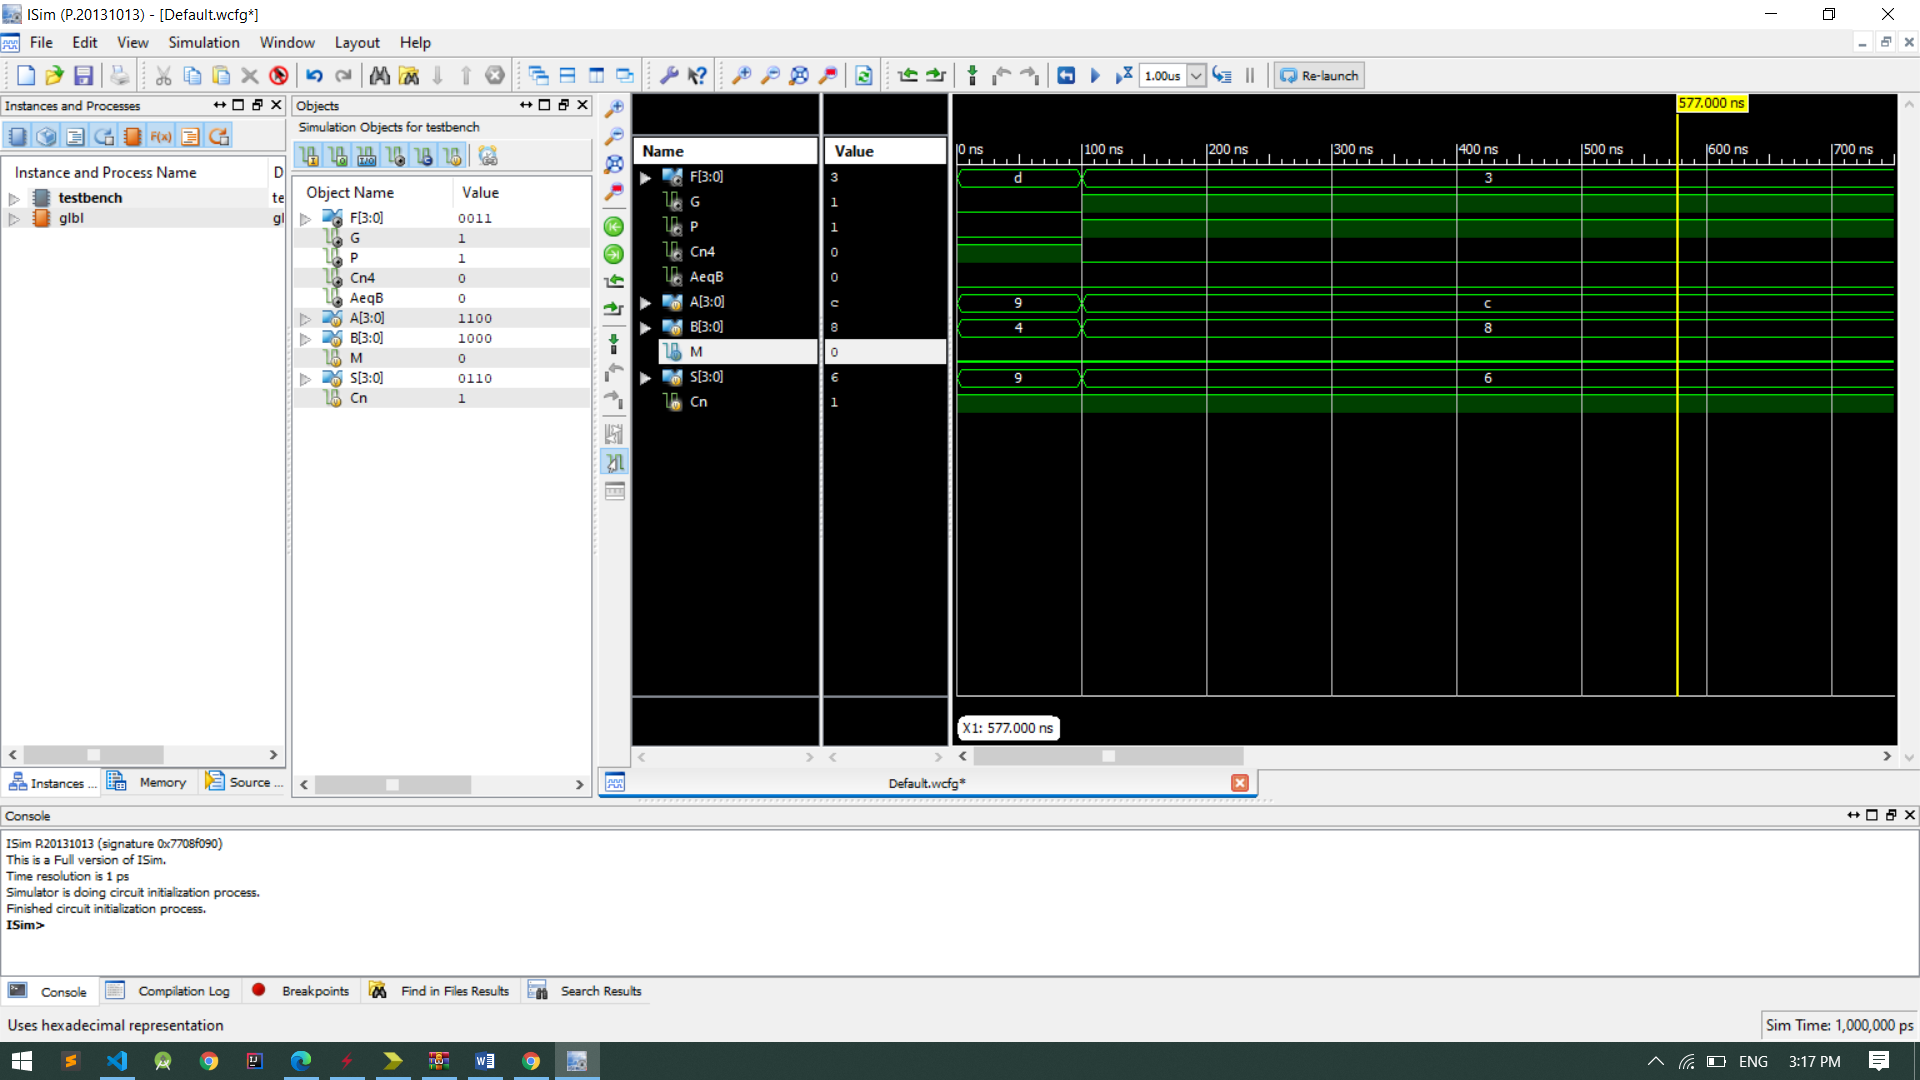 ISim (P.20131013) - [Default.wcfg*]
File Edit View Simulation Window Layout Help
1.00us
Re-launch
Instances and Processes
F(x)
Instance and Process Name D
testbench te
glbl gl
Objects
Simulation Objects for testbench
Object Name Value
F[3:0] 0011
G 1
P 1
Cn4 0
AeqB 0
A[3:0] 1100
B[3:0] 1000
M 0
S[3:0] 0110
Cn 1
Name Value
F[3:0] 3
G 1
P 1
Cn4 0
AeqB 0
A[3:0] c
B[3:0] 8
M 0
S[3:0] 6
Cn 1
577.000 ns
0 ns 100 ns 200 ns 300 ns 400 ns 500 ns 600 ns 700 ns
d 3
9 c
4 8
9 6
X1: 577.000 ns
Instances ... Memory Source ...
Default.wcfg*
Console
ISim P.20131013 (signature 0x7708f090)
This is a Full version of ISim.
Time resolution is 1 ps
Simulator is doing circuit initialization process.
Finished circuit initialization process.
ISim>
Console Compilation Log Breakpoints Find in Files Results Search Results
Uses hexadecimal representation
Sim Time: 1,000,000 ps
ENG 3:17 PM